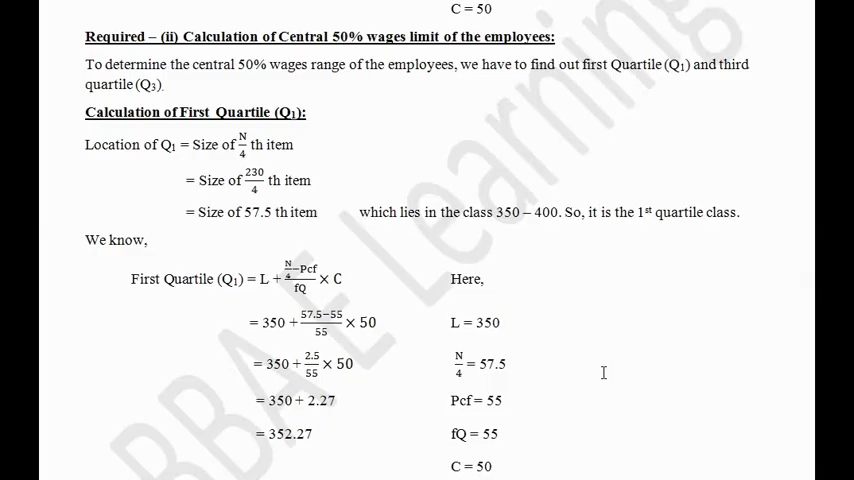 C = 50
Required – (ii) Calculation of Central 50% wages limit of the employees:
To determine the central 50% wages range of the employees, we have to find out first Quartile (Q₁) and third
quartile (Q₃).
Calculation of First Quartile (Q₁):
Location of Q₁ = Size of N/4 th item
= Size of 230/4 th item
= Size of 57.5 th item which lies in the class 350 – 400. So, it is the 1st quartile class.
We know,
First Quartile (Q₁) = L + (N/4 − Pcf)/fQ × C Here,
= 350 + (57.5−55)/55 × 50 L = 350
= 350 + 2.5/55 × 50 N/4 = 57.5
= 350 + 2.27 Pcf = 55
= 352.27 fQ = 55
C = 50
BBA E Learning